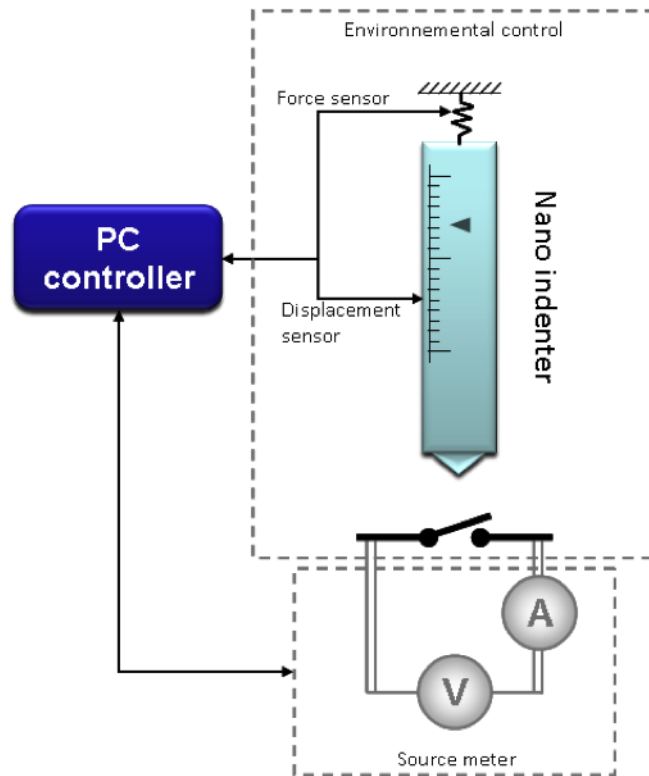 Environnemental control
Force sensor
Nano indenter
PC
controller
Displacement
sensor
A
V
Source meter